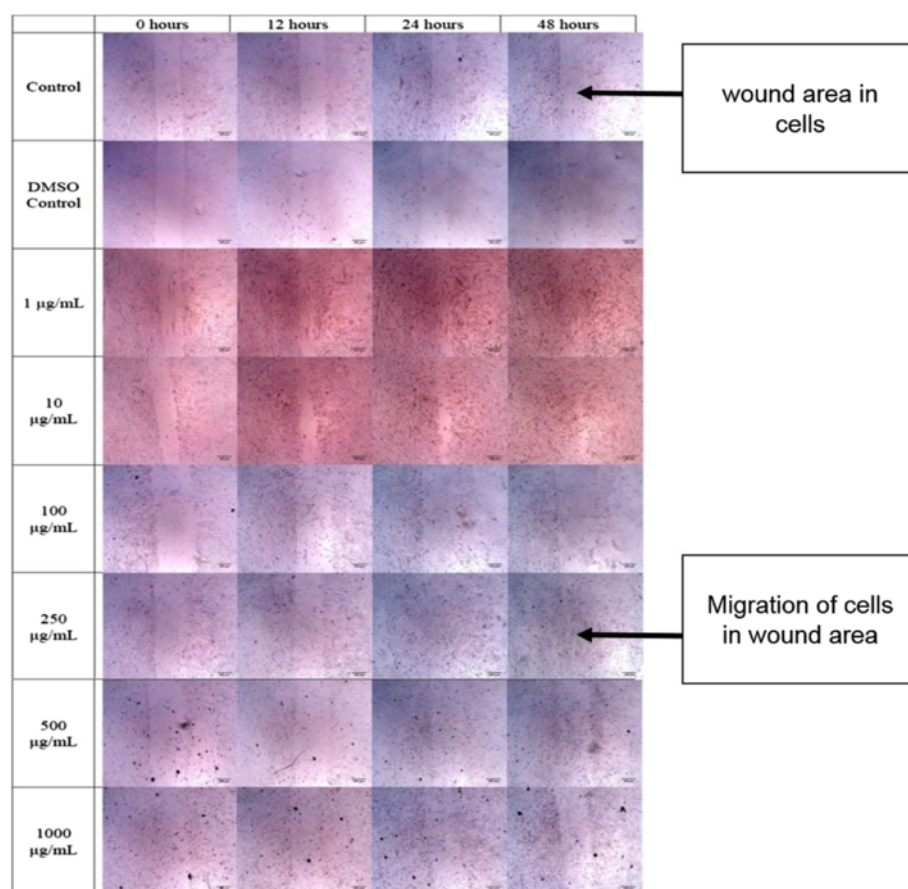 0 hours 12 hours 24 hours 48 hours
Control
DMSO
Control
1 µg/mL
10
µg/mL
100
µg/mL
250
µg/mL
500
µg/mL
1000
µg/mL
wound area in
cells
Migration of cells
in wound area